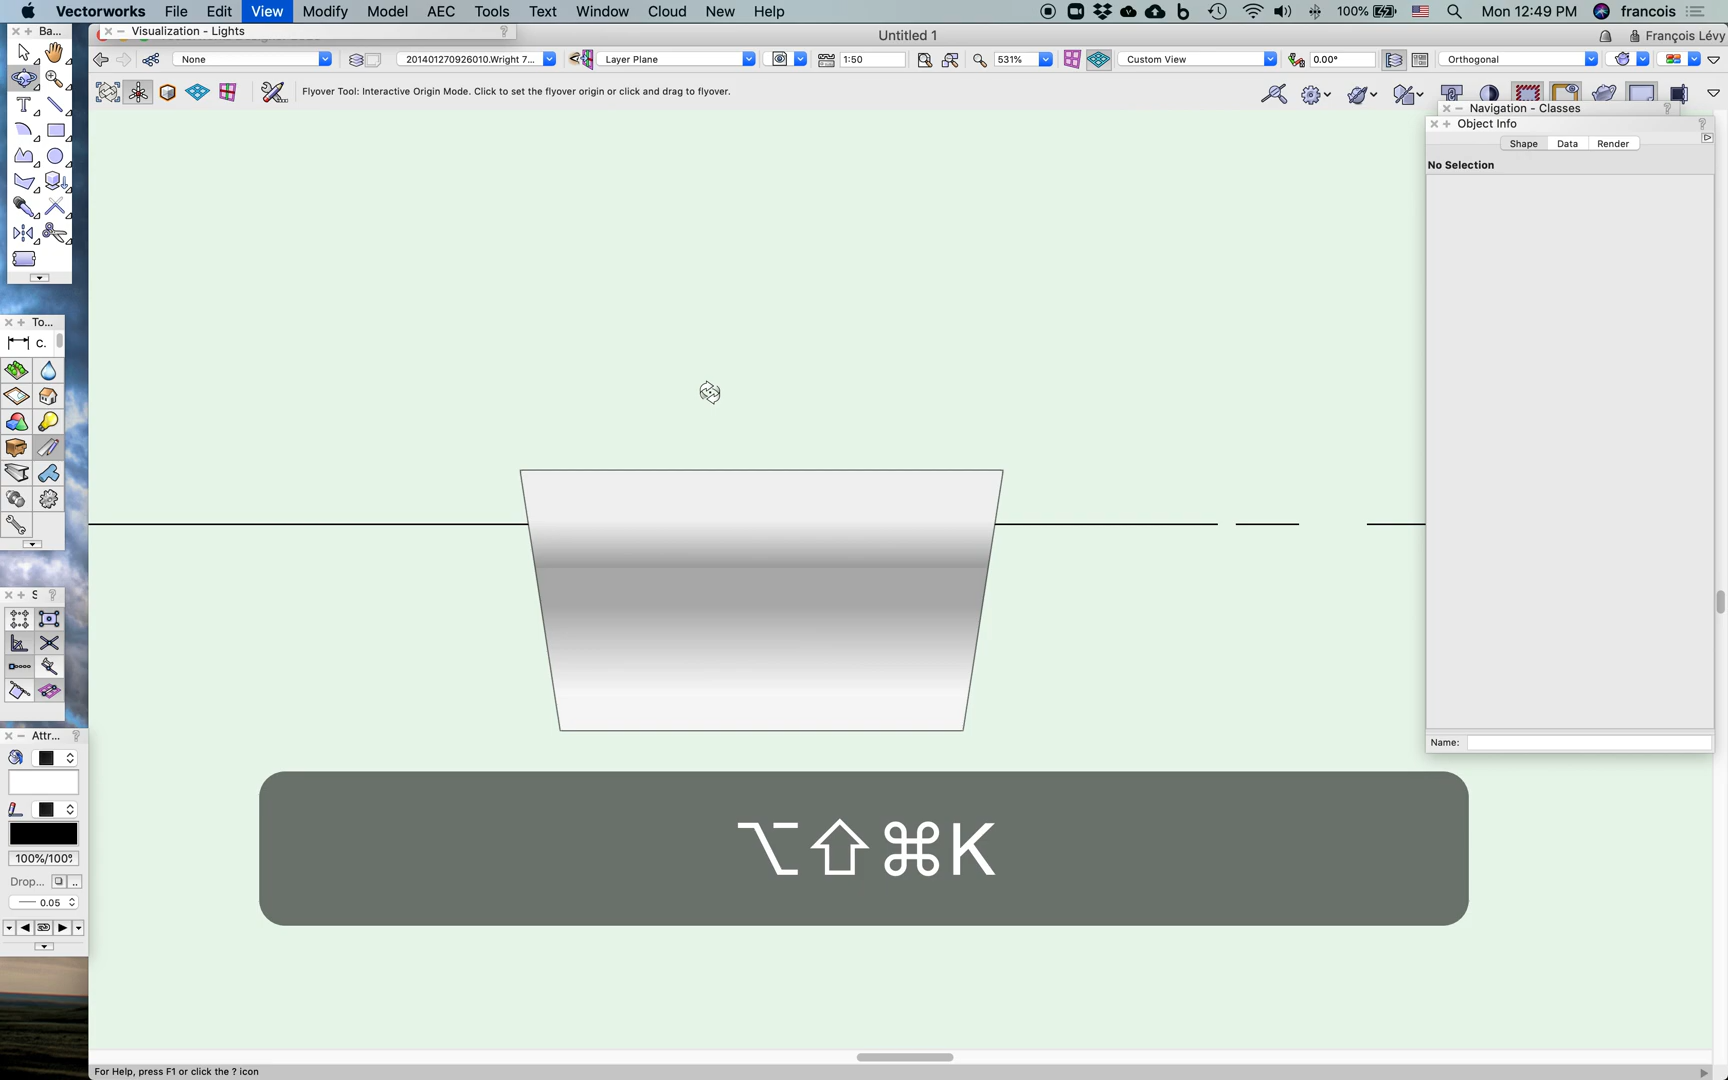 Vectorworks File Edit View Modify Model AEC Tools Text Window Cloud New Help 100% Mon 12:49 PM francois
Ba... Visualization - Lights ? Untitled 1 François Lévy
None 201401270926010.Wright 7... Layer Plane 1:50 531% Custom View 0.00° Orthogonal
Flyover Tool: Interactive Origin Mode. Click to set the flyover origin or click and drag to flyover.
Navigation - Classes ?
Object Info ?
Shape Data Render
No Selection
To...
C.
S ?
Attr... ?
100%/100%
Drop... ..
0.05
⌥⇧⌘K
Name:
For Help, press F1 or click the ? icon